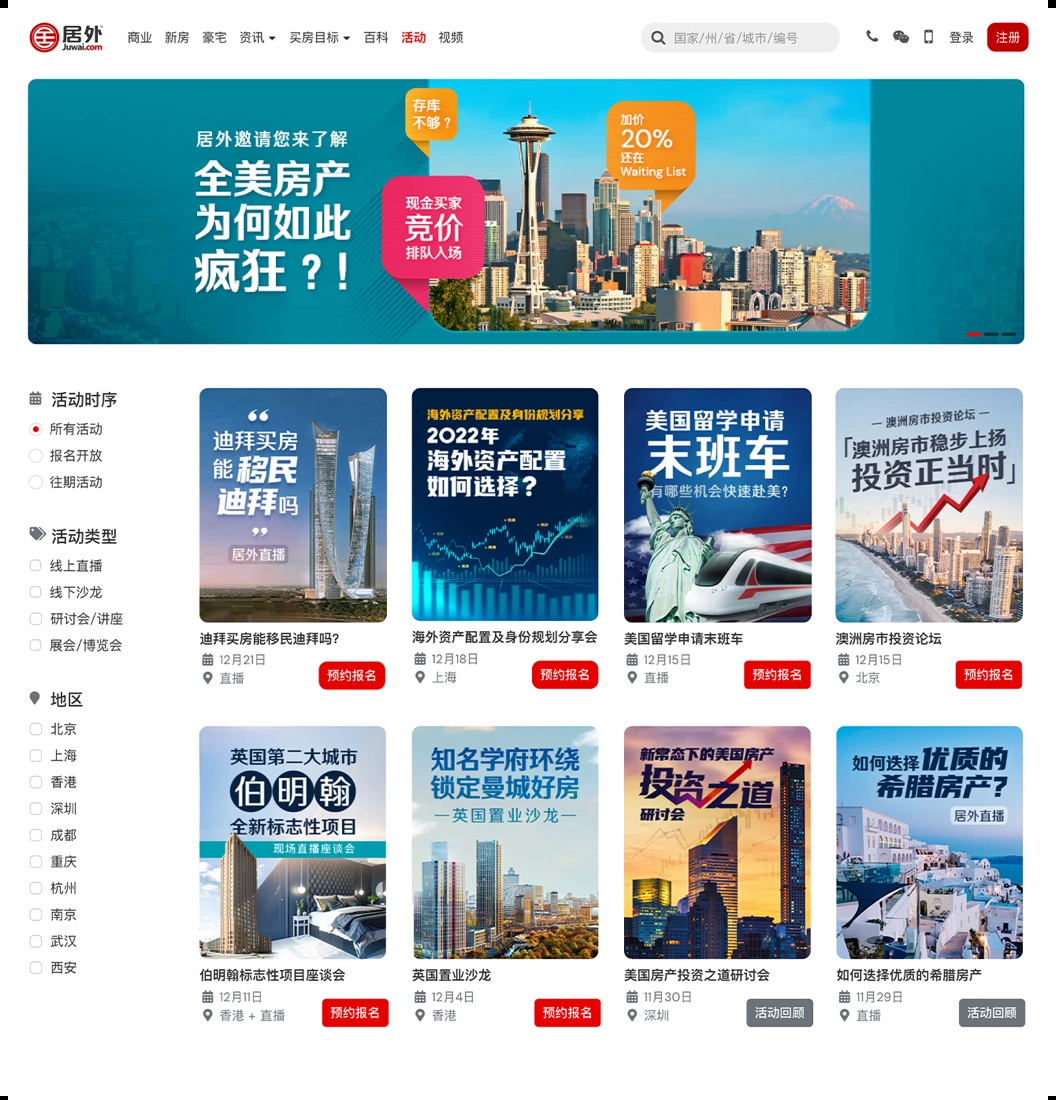 居外
Juwai.com
商业 新房 豪宅 资讯 买房目标 百科 活动 视频
国家/州/省/城市/编号
登录
注册
居外邀请您来了解
全美房产
为何如此
疯狂？！
存库
不够？
现金买家
竞价
排队入场
加价
20%
还在
Waiting List
活动时序
所有活动
报名开放
往期活动
活动类型
线上直播
线下沙龙
研讨会/讲座
展会/博览会
地区
北京
上海
香港
深圳
成都
重庆
杭州
南京
武汉
西安
“
迪拜买房
能移民
迪拜吗
”
居外直播
迪拜买房能移民迪拜吗?
12月21日
直播
预约报名
海外资产配置及身份规划分享
2022年
海外资产配置
如何选择？
海外资产配置及身份规划分享会
12月18日
上海
预约报名
美国留学申请
末班车
有哪些机会快速赴美?
美国留学申请末班车
12月15日
直播
预约报名
— 澳洲房市投资论坛 —
「澳洲房市稳步上扬
投资正当时」
澳洲房市投资论坛
12月15日
北京
预约报名
英国第二大城市
伯明翰
全新标志性项目
现场直播座谈会
伯明翰标志性项目座谈会
12月11日
香港 + 直播
预约报名
知名学府环绕
锁定曼城好房
—英国置业沙龙—
英国置业沙龙
12月4日
香港
预约报名
新常态下的美国房产
投资之道
研讨会
美国房产投资之道研讨会
11月30日
深圳
活动回顾
如何选择优质的
希腊房产?
居外直播
如何选择优质的希腊房产
11月29日
直播
活动回顾